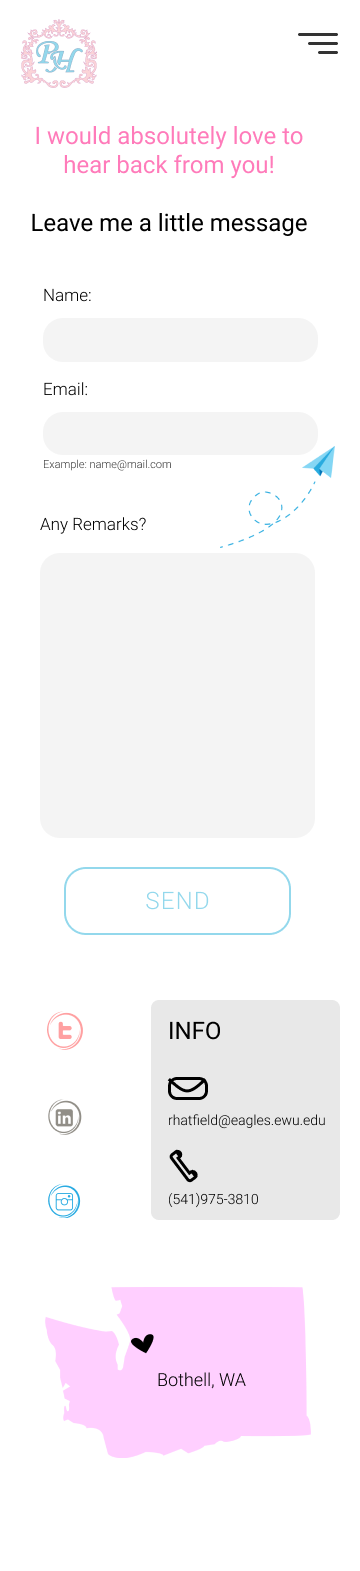 RH
I would absolutely love to
hear back from you!
Leave me a little message
Name:
Email:
Example: name@mail.com
Any Remarks?
SEND
INFO
rhatfield@eagles.ewu.edu
(541)975-3810
Bothell, WA